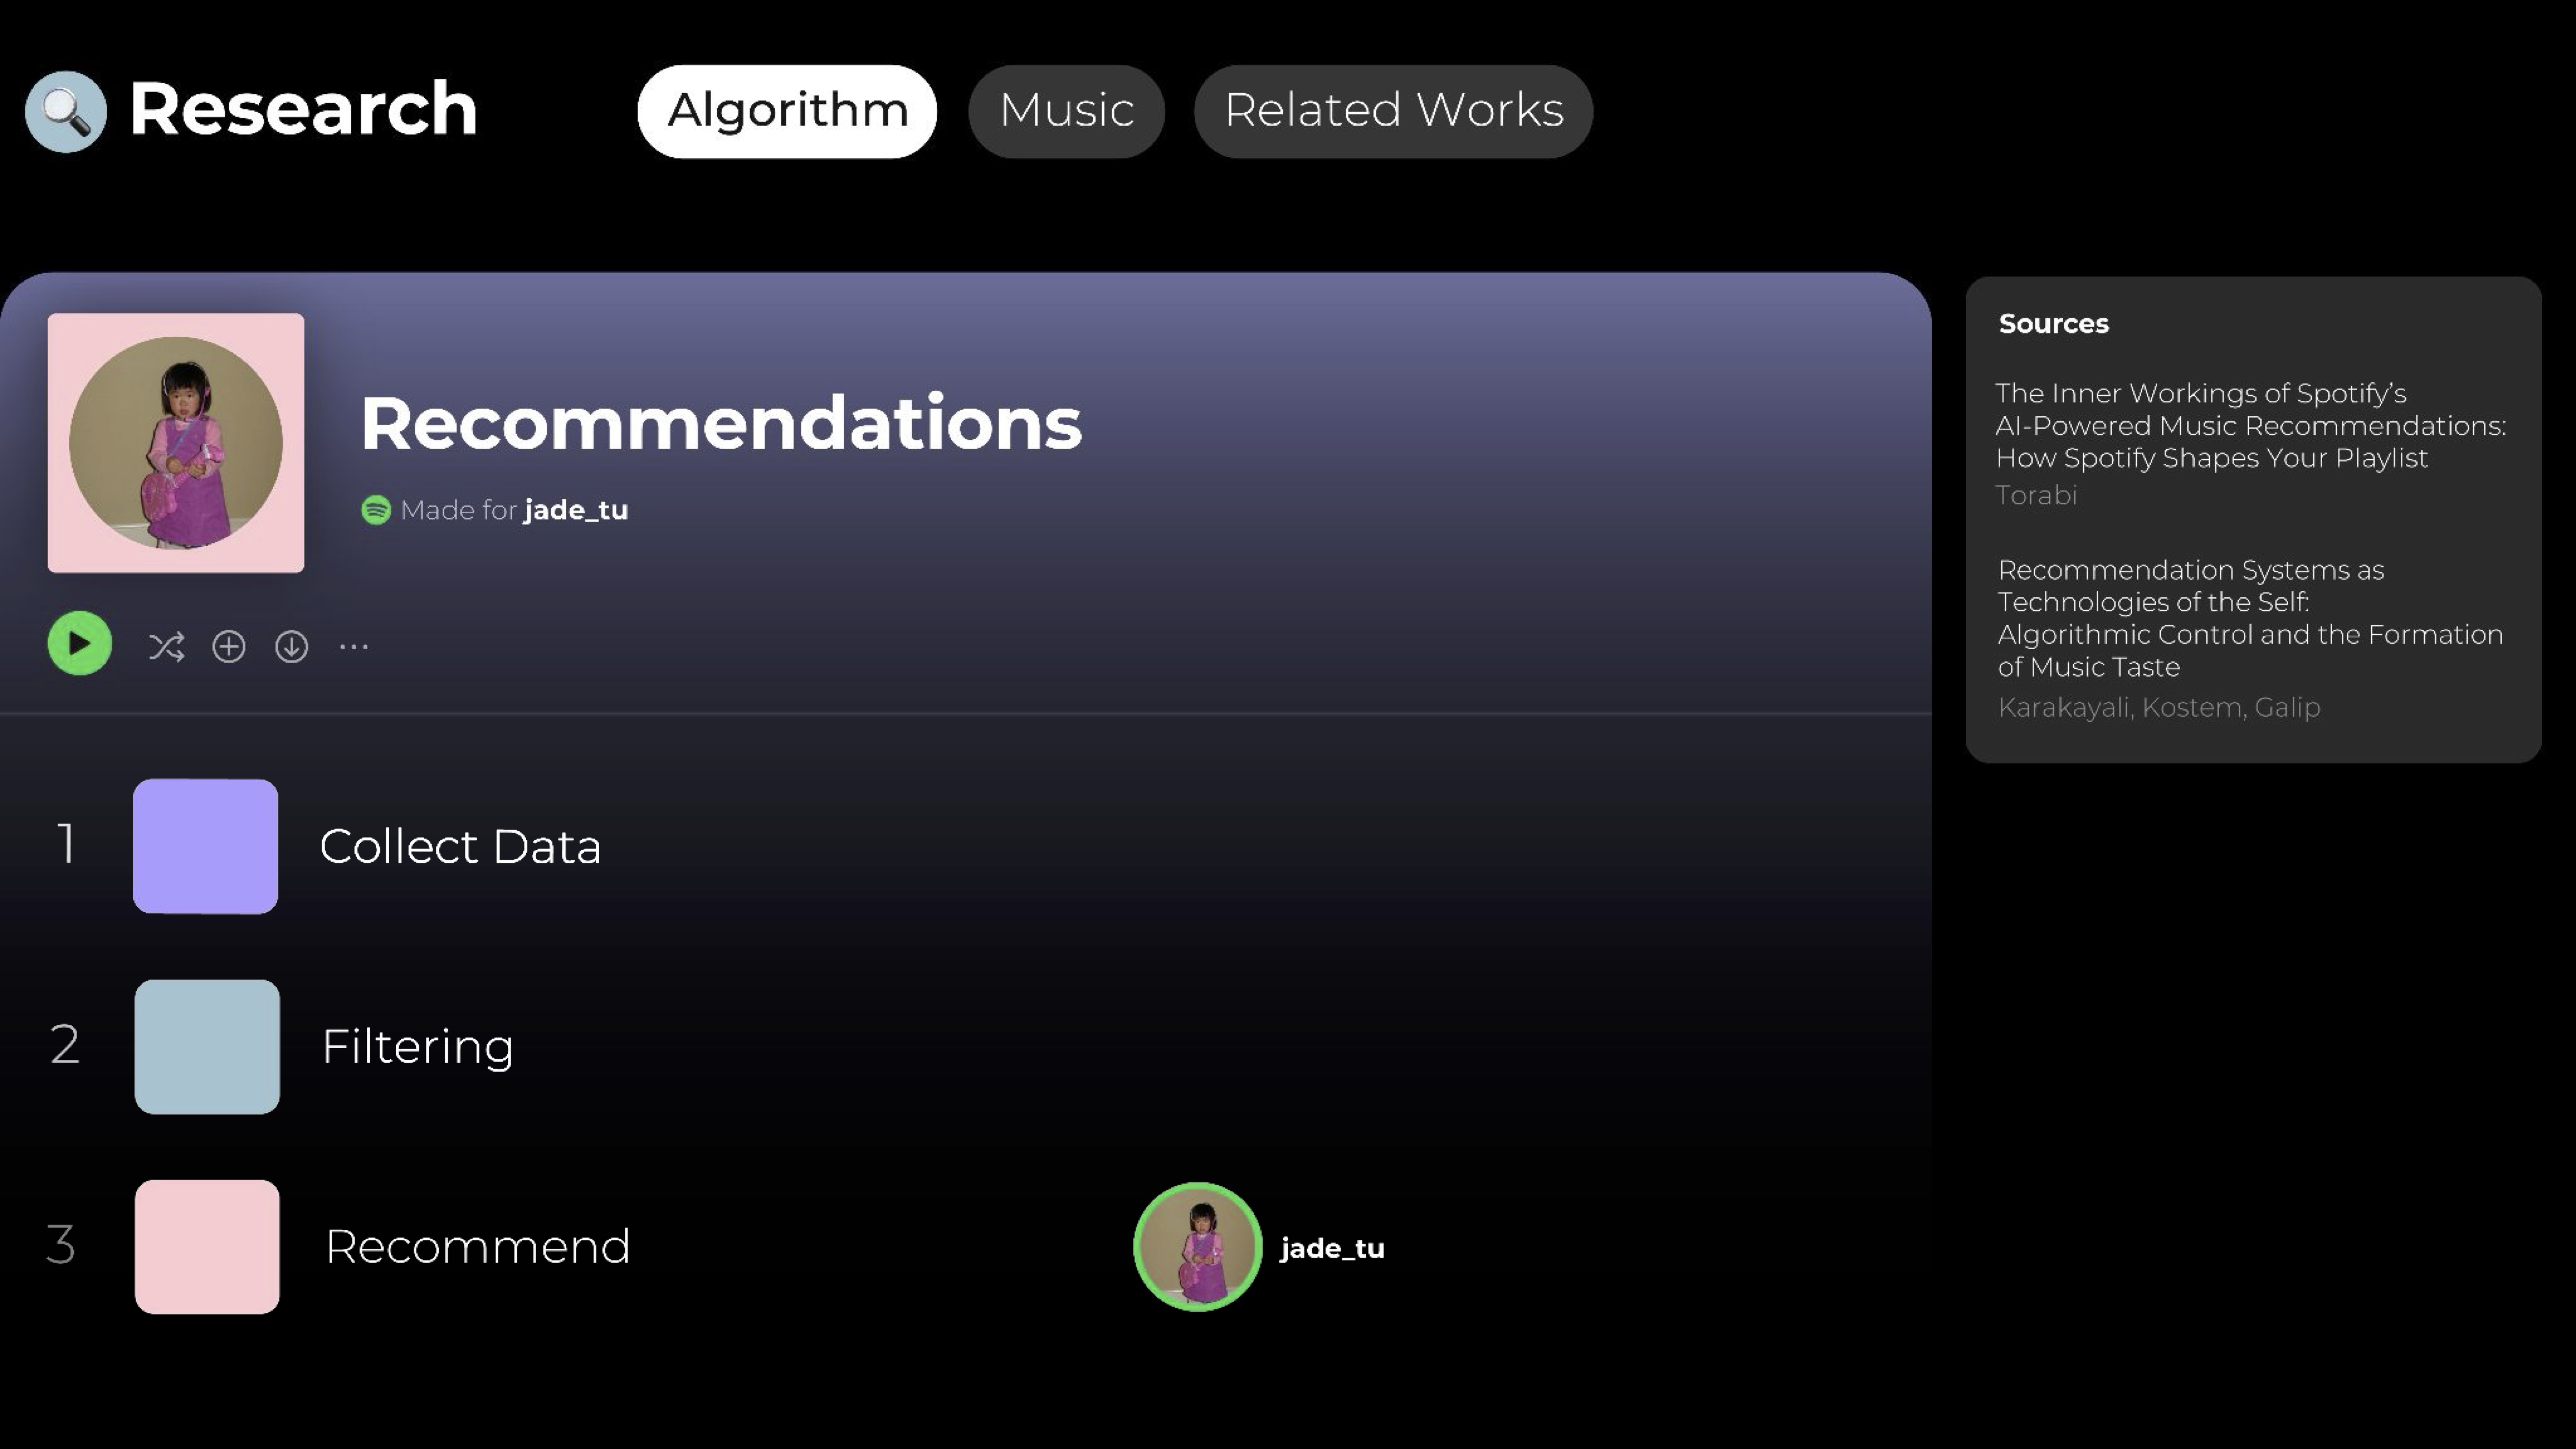 Research
Algorithm
Music
Related Works
Recommendations
Made for jade_tu
1
Collect Data
2
Filtering
3
Recommend
jade_tu
Sources
The Inner Workings of Spotify’s
AI-Powered Music Recommendations:
How Spotify Shapes Your Playlist
Torabi
Recommendation Systems as
Technologies of the Self:
Algorithmic Control and the Formation
of Music Taste
Karakayali, Kostem, Galip